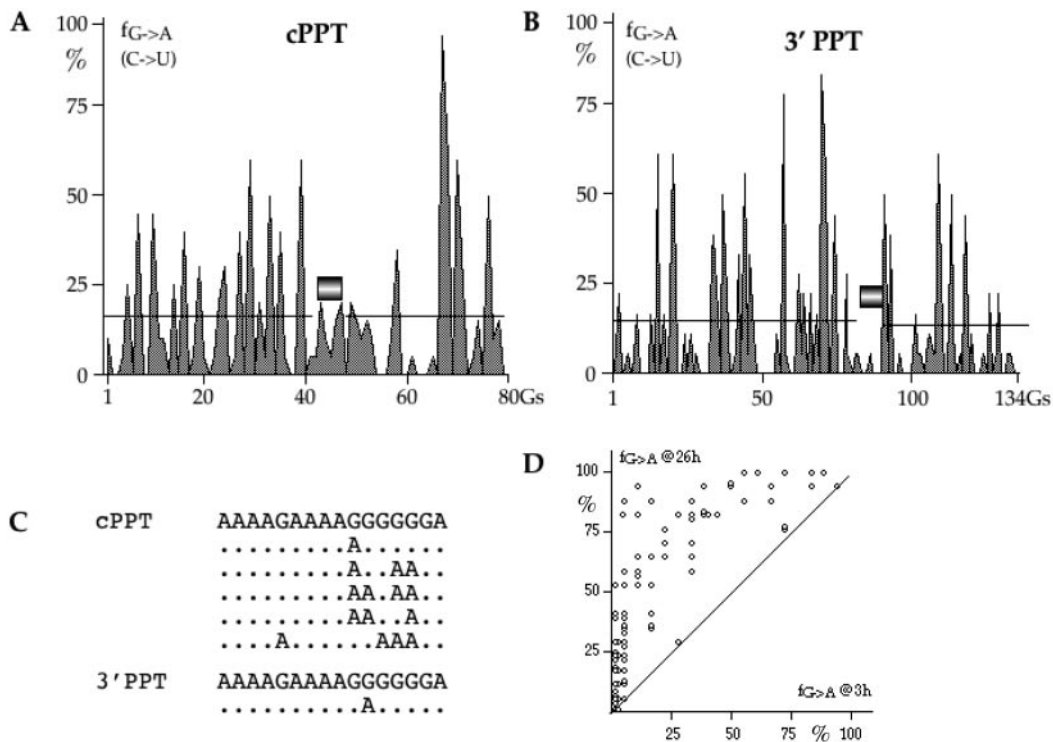 A
100
%
75
50
25
0
fG->A
(C->U)
cPPT
1
20
40
60
80Gs
B
100
%
75
50
25
0
fG->A
(C->U)
3′ PPT
1
50
100
134Gs
C
cPPT AAAAGAAAAGGGGGGA
.........A......
.........A..AA..
.........AA.AA..
.........AA..A..
....A......AAA..
3′PPT AAAAGAAAAGGGGGGA
..........A.....
D
fG->A @26h
100
%
75
50
25
fG->A @3h
25 50 75 % 100